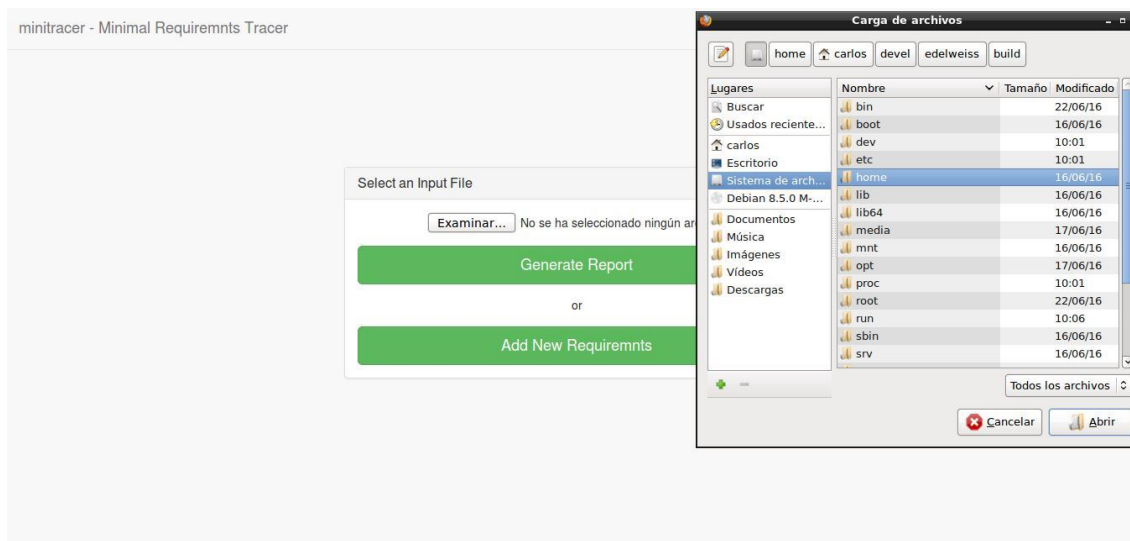 minitracer - Minimal Requiremnts Tracer
Select an Input File
Examinar... No se ha seleccionado ningún ar
Generate Report
or
Add New Requiremnts
Carga de archivos
home carlos devel edelweiss build
Lugares
Buscar
Usados reciente...
carlos
Escritorio
Sistema de arch...
Debian 8.5.0 M-...
Documentos
Música
Imágenes
Vídeos
Descargas
Nombre Tamaño Modificado
bin 22/06/16
boot 16/06/16
dev 10:01
etc 10:01
home 16/06/16
lib 16/06/16
lib64 16/06/16
media 17/06/16
mnt 16/06/16
opt 17/06/16
proc 10:01
root 22/06/16
run 10:06
sbin 16/06/16
srv 16/06/16
Todos los archivos
Cancelar Abrir